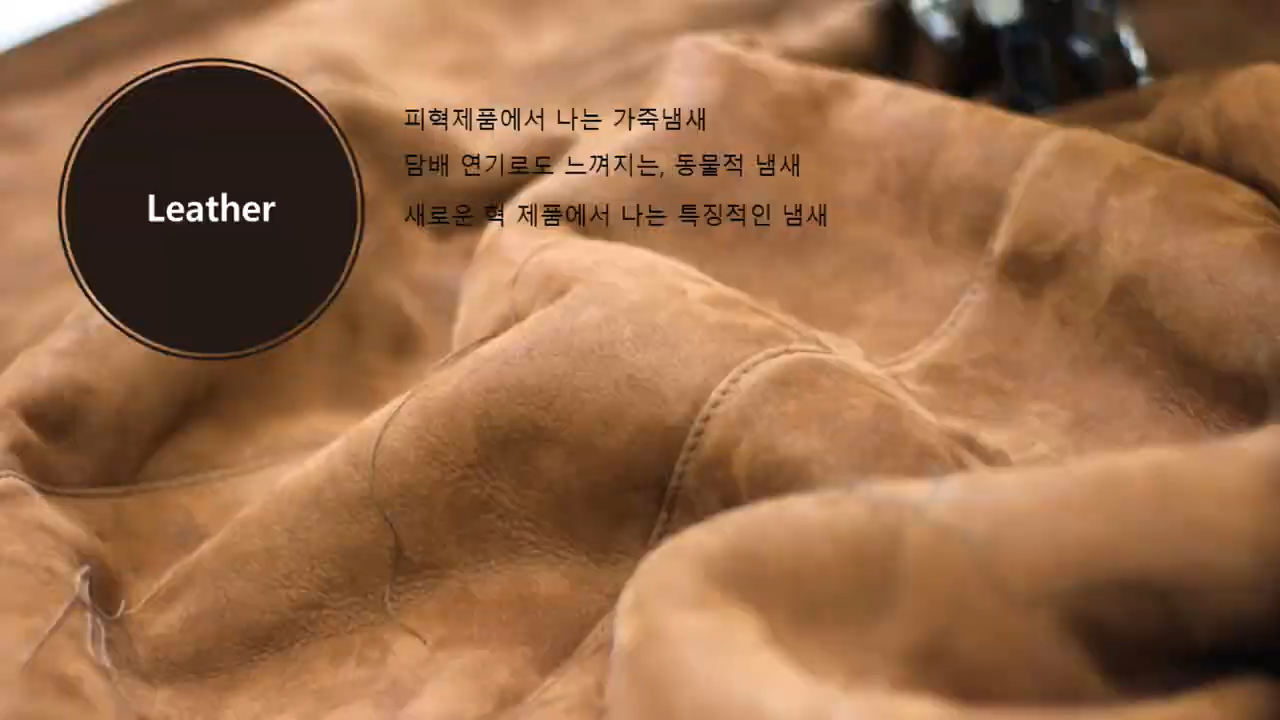 Leather
피혁제품에서 나는 가죽냄새
담배 연기로도 느껴지는, 동물적 냄새
새로운 혁 제품에서 나는 특징적인 냄새